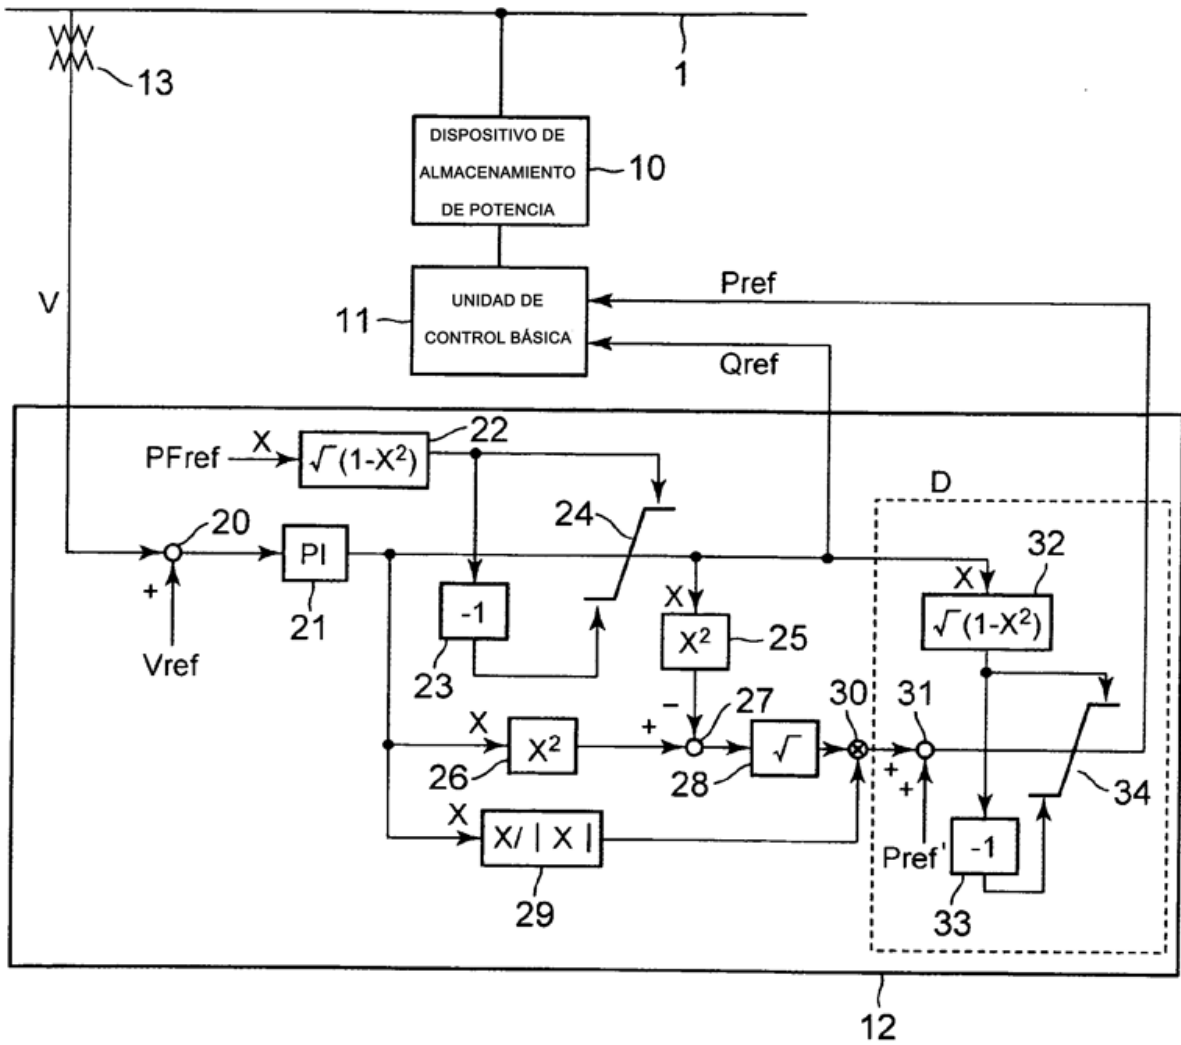 13
1
DISPOSITIVO DE
ALMACENAMIENTO
DE POTENCIA
10
V
UNIDAD DE
CONTROL BÁSICA
11
Pref
Qref
PFref
X
√(1-X²)
22
D
20
+
Vref
PI
21
24
-1
23
X
X²
25
X
√(1-X²)
32
X
X²
26
+
−
27
√
28
30
+
+
31
Pref'
34
-1
33
X
X/|X|
29
12